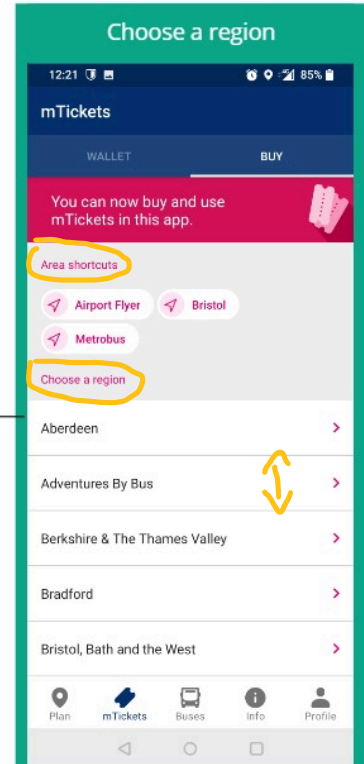 Choose a region
12:21
85%
mTickets
WALLET
BUY
You can now buy and use
mTickets in this app.
Area shortcuts
Airport Flyer
Bristol
Metrobus
Choose a region
Aberdeen
Adventures By Bus
Berkshire & The Thames Valley
Bradford
Bristol, Bath and the West
Plan
mTickets
Buses
Info
Profile